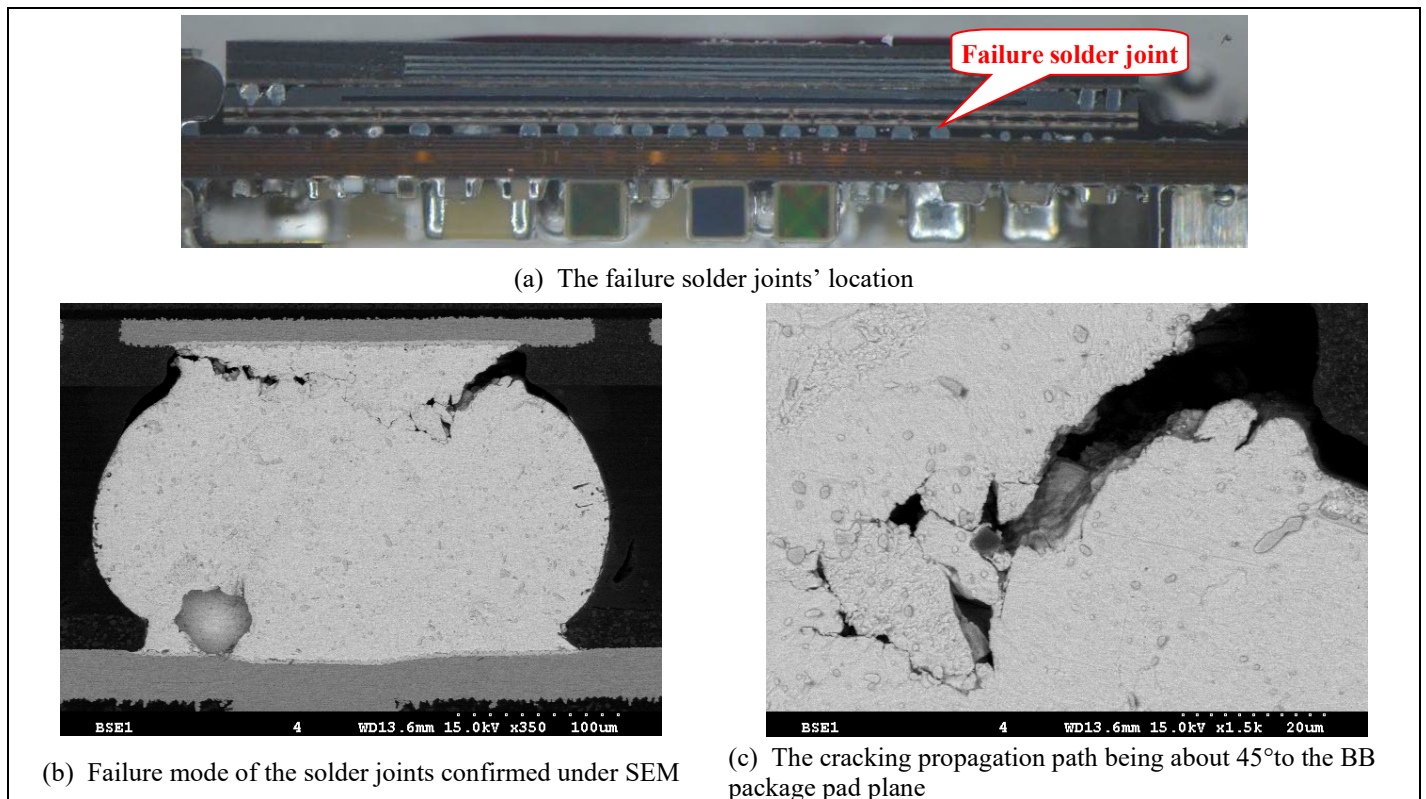 Failure solder joint
(a) The failure solder joints’ location
BSE1 4 WD13.6mm 15.0kV x350 100um
BSE1 4 WD13.6mm 15.0kV x1.5k 20um
(b) Failure mode of the solder joints confirmed under SEM
(c) The cracking propagation path being about 45°to the BB
package pad plane